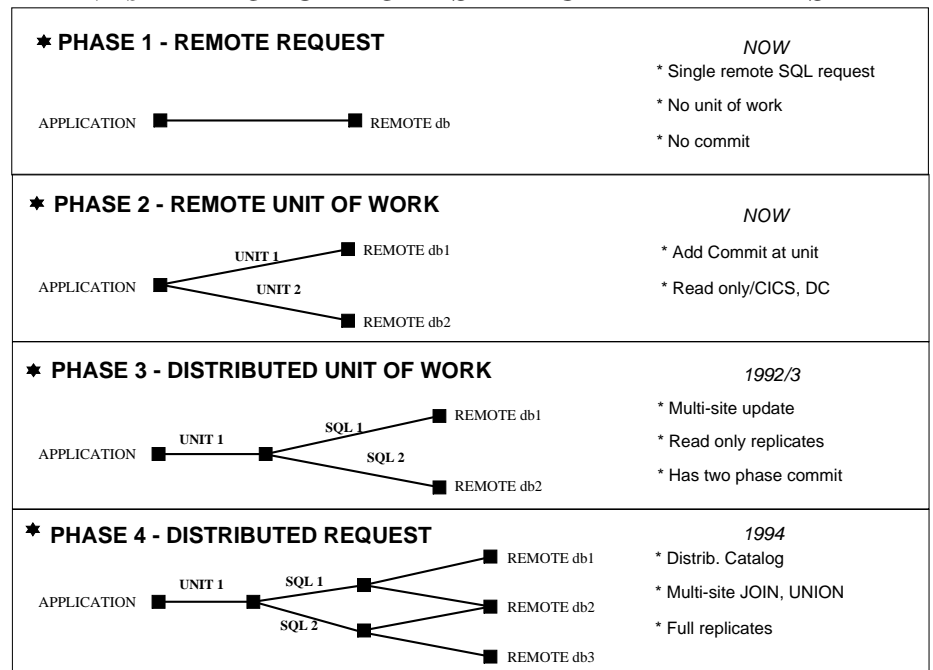 ✶ PHASE 1 - REMOTE REQUEST
NOW
* Single remote SQL request
* No unit of work
* No commit
APPLICATION
REMOTE db
✶ PHASE 2 - REMOTE UNIT OF WORK
NOW
* Add Commit at unit
* Read only/CICS, DC
UNIT 1
REMOTE db1
APPLICATION
UNIT 2
REMOTE db2
✶ PHASE 3 - DISTRIBUTED UNIT OF WORK
1992/3
* Multi-site update
* Read only replicates
* Has two phase commit
REMOTE db1
SQL 1
UNIT 1
APPLICATION
SQL 2
REMOTE db2
✶ PHASE 4 - DISTRIBUTED REQUEST
1994
* Distrib. Catalog
* Multi-site JOIN, UNION
* Full replicates
REMOTE db1
UNIT 1
SQL 1
APPLICATION
REMOTE db2
SQL 2
REMOTE db3